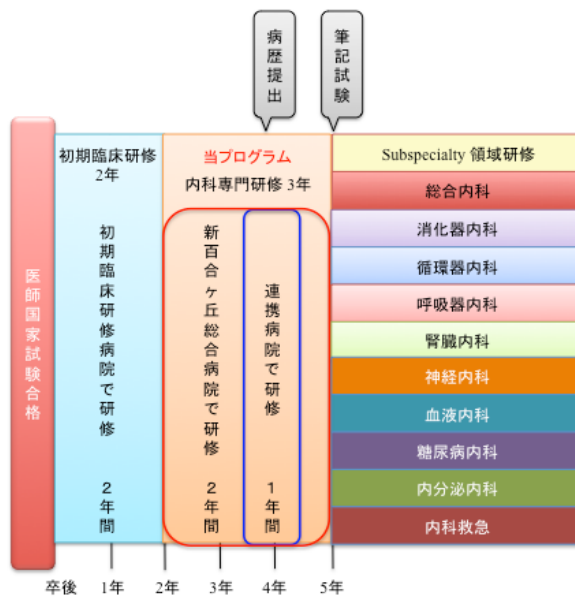 病歴提出
筆記試験
医師国家試験合格
初期臨床研修
2年
初期臨床研修病院で研修
2年間
当プログラム
内科専門研修 3年
新百合ヶ丘総合病院で研修
2年間
連携病院で研修
1年間
Subspecialty 領域研修
総合内科
消化器内科
循環器内科
呼吸器内科
腎臓内科
神経内科
血液内科
糖尿病内科
内分泌内科
内科救急
卒後 1年 2年 3年 4年 5年